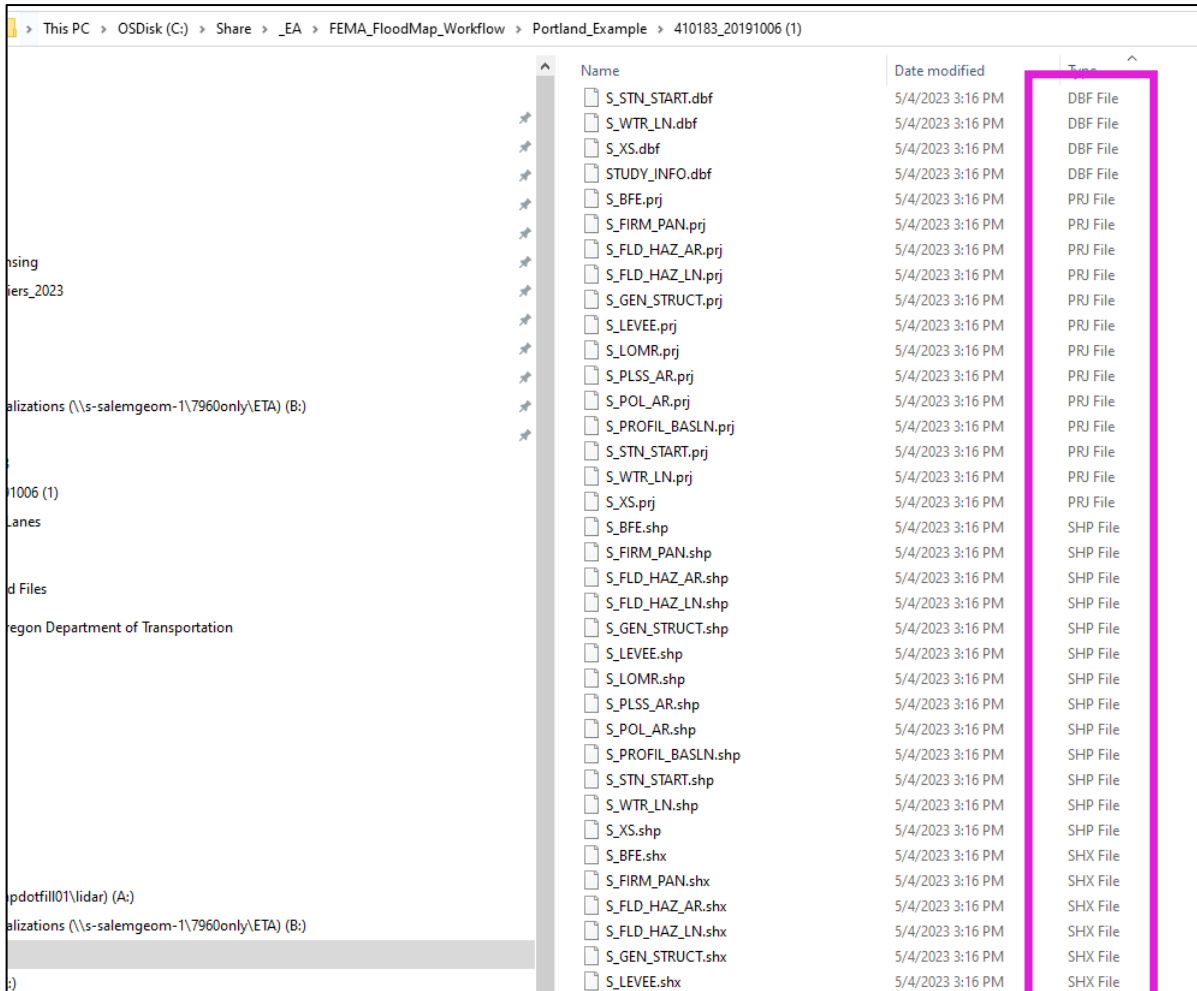 › This PC › OSDisk (C:) › Share › _EA › FEMA_FloodMap_Workflow › Portland_Example › 410183_20191006 (1)
Name Date modified Type
S_STN_START.dbf 5/4/2023 3:16 PM DBF File
S_WTR_LN.dbf 5/4/2023 3:16 PM DBF File
S_XS.dbf 5/4/2023 3:16 PM DBF File
STUDY_INFO.dbf 5/4/2023 3:16 PM DBF File
S_BFE.prj 5/4/2023 3:16 PM PRJ File
S_FIRM_PAN.prj 5/4/2023 3:16 PM PRJ File
S_FLD_HAZ_AR.prj 5/4/2023 3:16 PM PRJ File
nsing
S_FLD_HAZ_LN.prj 5/4/2023 3:16 PM PRJ File
iers_2023
S_GEN_STRUCT.prj 5/4/2023 3:16 PM PRJ File
S_LEVEE.prj 5/4/2023 3:16 PM PRJ File
S_LOMR.prj 5/4/2023 3:16 PM PRJ File
S_PLSS_AR.prj 5/4/2023 3:16 PM PRJ File
alizations (\\s-salemgeom-1\7960only\ETA) (B:)
S_POL_AR.prj 5/4/2023 3:16 PM PRJ File
S_PROFIL_BASLN.prj 5/4/2023 3:16 PM PRJ File
S_STN_START.prj 5/4/2023 3:16 PM PRJ File
S_WTR_LN.prj 5/4/2023 3:16 PM PRJ File
1006 (1)
S_XS.prj 5/4/2023 3:16 PM PRJ File
Lanes
S_BFE.shp 5/4/2023 3:16 PM SHP File
S_FIRM_PAN.shp 5/4/2023 3:16 PM SHP File
S_FLD_HAZ_AR.shp 5/4/2023 3:16 PM SHP File
d Files
S_FLD_HAZ_LN.shp 5/4/2023 3:16 PM SHP File
regon Department of Transportation
S_GEN_STRUCT.shp 5/4/2023 3:16 PM SHP File
S_LEVEE.shp 5/4/2023 3:16 PM SHP File
S_LOMR.shp 5/4/2023 3:16 PM SHP File
S_PLSS_AR.shp 5/4/2023 3:16 PM SHP File
S_POL_AR.shp 5/4/2023 3:16 PM SHP File
S_PROFIL_BASLN.shp 5/4/2023 3:16 PM SHP File
S_STN_START.shp 5/4/2023 3:16 PM SHP File
S_WTR_LN.shp 5/4/2023 3:16 PM SHP File
S_XS.shp 5/4/2023 3:16 PM SHP File
S_BFE.shx 5/4/2023 3:16 PM SHX File
S_FIRM_PAN.shx 5/4/2023 3:16 PM SHX File
pdotfill01\lidar) (A:)
S_FLD_HAZ_AR.shx 5/4/2023 3:16 PM SHX File
alizations (\\s-salemgeom-1\7960only\ETA) (B:)
S_FLD_HAZ_LN.shx 5/4/2023 3:16 PM SHX File
S_GEN_STRUCT.shx 5/4/2023 3:16 PM SHX File
:)
S_LEVEE.shx 5/4/2023 3:16 PM SHX File